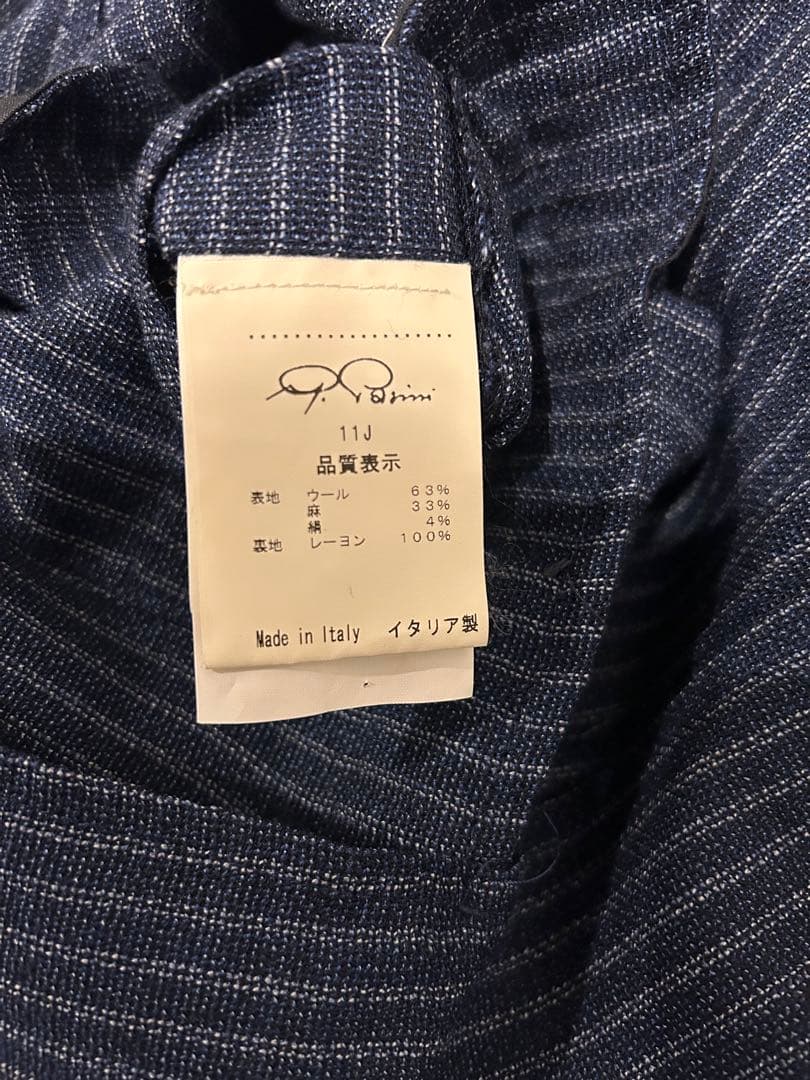 G. Pasini
11J
品質表示
表地 ウール 63%
麻 33%
絹 4%
裏地 レーヨン 100%
Made in Italy イタリア製